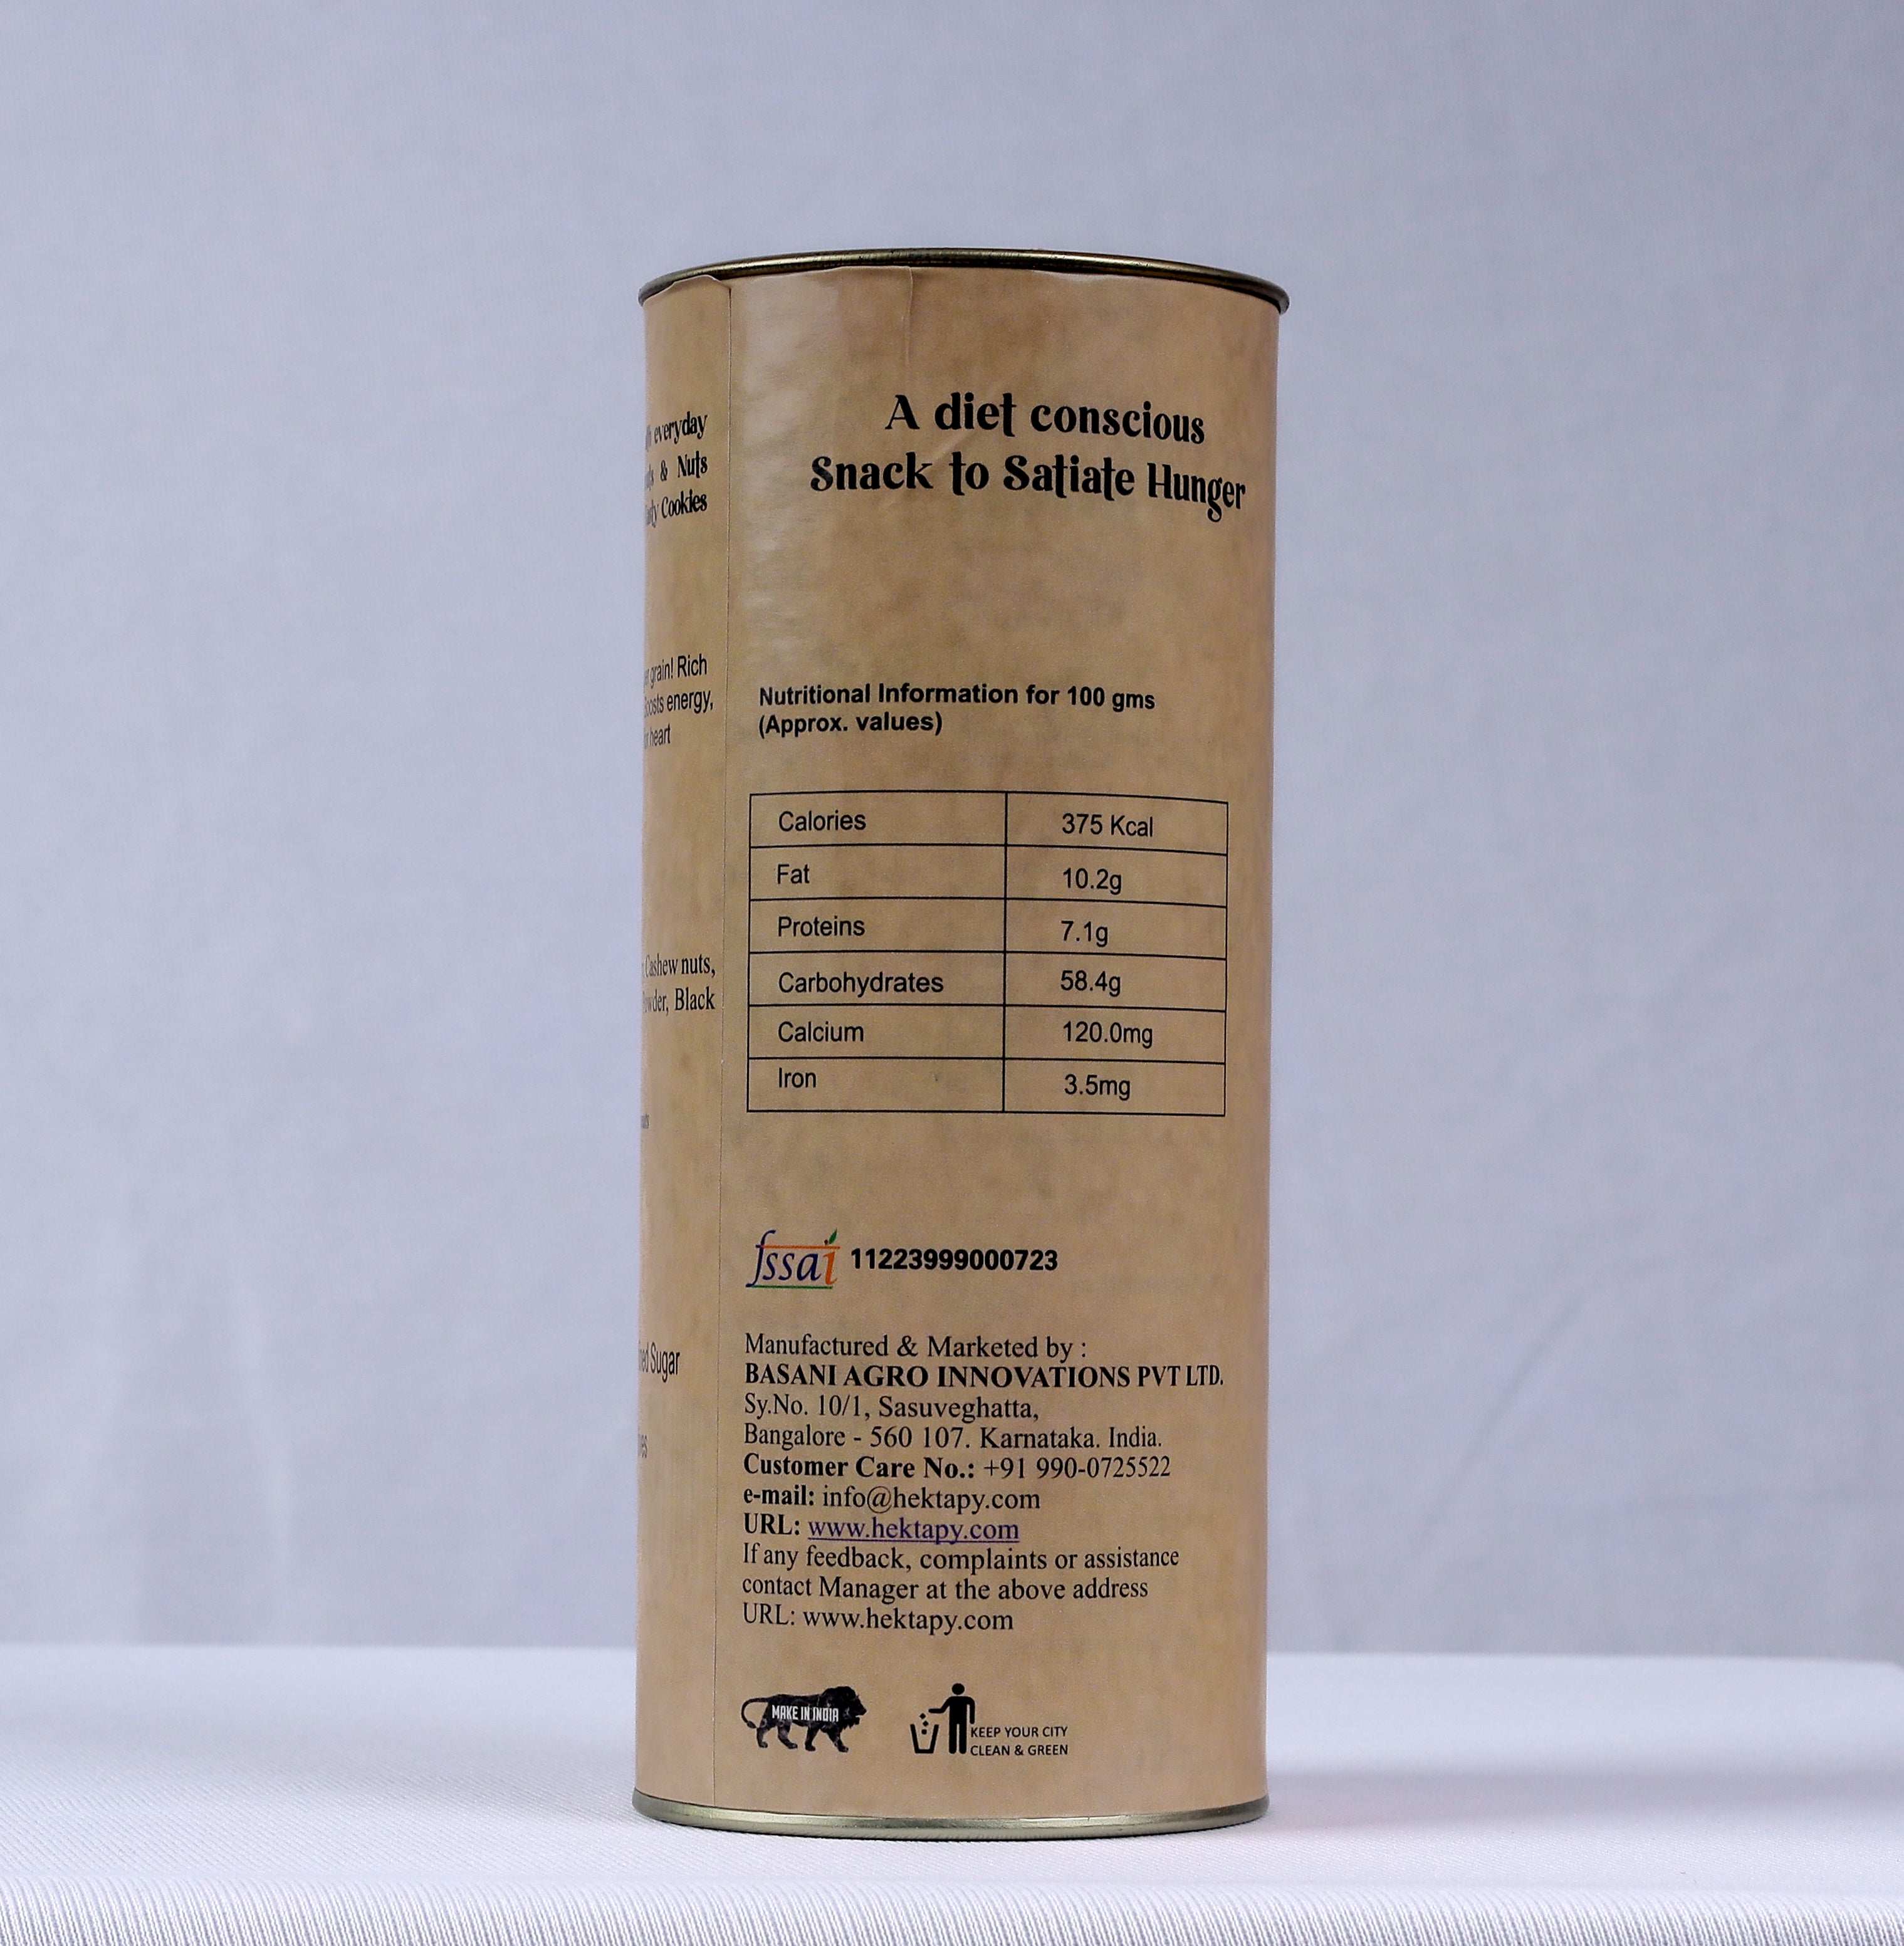 everyday
& Nuts
Cookies
grain! Rich
energy,
heart
Cashew nuts,
Black
Sugar
A diet conscious
Snack to Satiate Hunger
Nutritional Information for 100 gms
(Approx. values)
Calories 375 Kcal
Fat 10.2g
Proteins 7.1g
Carbohydrates 58.4g
Calcium 120.0mg
Iron 3.5mg
fssai 11223999000723
Manufactured & Marketed by :
BASANI AGRO INNOVATIONS PVT LTD.
Sy.No. 10/1, Sasuveghatta,
Bangalore - 560 107. Karnataka. India.
Customer Care No.: +91 990-0725522
e-mail: info@hektapy.com
URL: www.hektapy.com
If any feedback, complaints or assistance
contact Manager at the above address
URL: www.hektapy.com
MAKE IN INDIA
KEEP YOUR CITY
CLEAN & GREEN